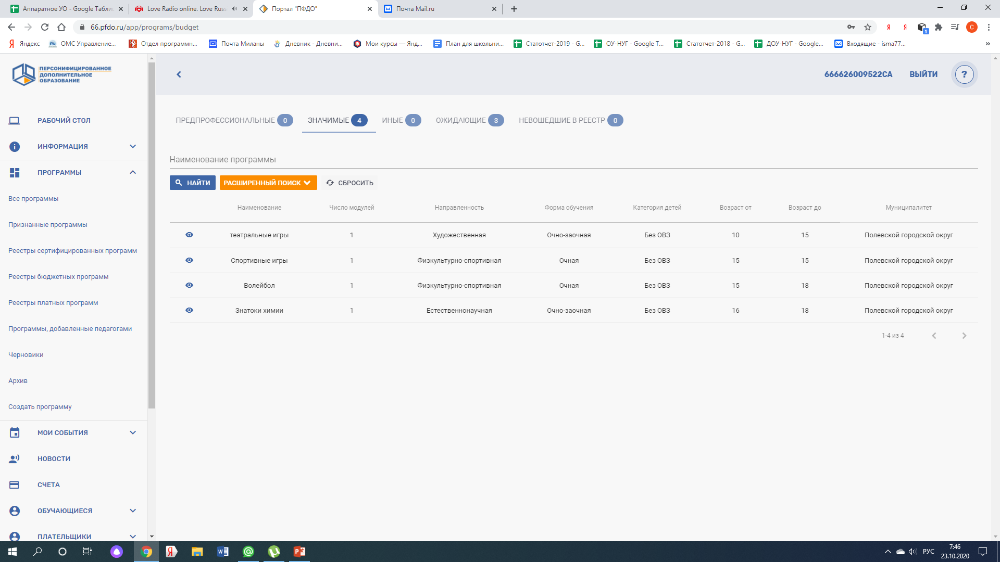 Аппаратное УО - Google Табли
Love Radio online. Love Russ
Портал "ПФДО"
Почта Mail.ru
66.pfdo.ru/app/programs/budget
Яндекс
ОМС Управление...
Отдел программн...
Почта Миланы
Дневник - Дневни...
Мои курсы — Янд...
План для школьни...
Статотчет-2019 - G...
ОУ-НУГ - Google Т...
Статотчет-2018 - G...
ДОУ-НУГ - Google...
Входящие - isma77...
»
ПЕРСОНИФИЦИРОВАННОЕ
ДОПОЛНИТЕЛЬНОЕ
ОБРАЗОВАНИЕ
666626009522СА
ВЫЙТИ
?
РАБОЧИЙ СТОЛ
ИНФОРМАЦИЯ
ПРОГРАММЫ
Все программы
Признанные программы
Реестры сертифицированных программ
Реестры бюджетных программ
Реестры платных программ
Программы, добавленные педагогами
Черновики
Архив
Создать программу
МОИ СОБЫТИЯ
НОВОСТИ
СЧЕТА
ОБУЧАЮЩИЕСЯ
ПЛАТЕЛЬЩИКИ
ПРЕДПРОФЕССИОНАЛЬНЫЕ 0
ЗНАЧИМЫЕ 4
ИНЫЕ 0
ОЖИДАЮЩИЕ 3
НЕВОШЕДШИЕ В РЕЕСТР 0
Наименование программы
НАЙТИ
РАСШИРЕННЫЙ ПОИСК
СБРОСИТЬ
Наименование Число модулей Направленность Форма обучения Категория детей Возраст от Возраст до Муниципалитет
театральные игры 1 Художественная Очно-заочная Без ОВЗ 10 15 Полевской городской округ
Спортивные игры 1 Физкультурно-спортивная Очная Без ОВЗ 15 15 Полевской городской округ
Волейбол 1 Физкультурно-спортивная Очная Без ОВЗ 15 18 Полевской городской округ
Знатоки химии 1 Естественнонаучная Очно-заочная Без ОВЗ 16 18 Полевской городской округ
1-4 из 4
РУС
7:46
23.10.2020